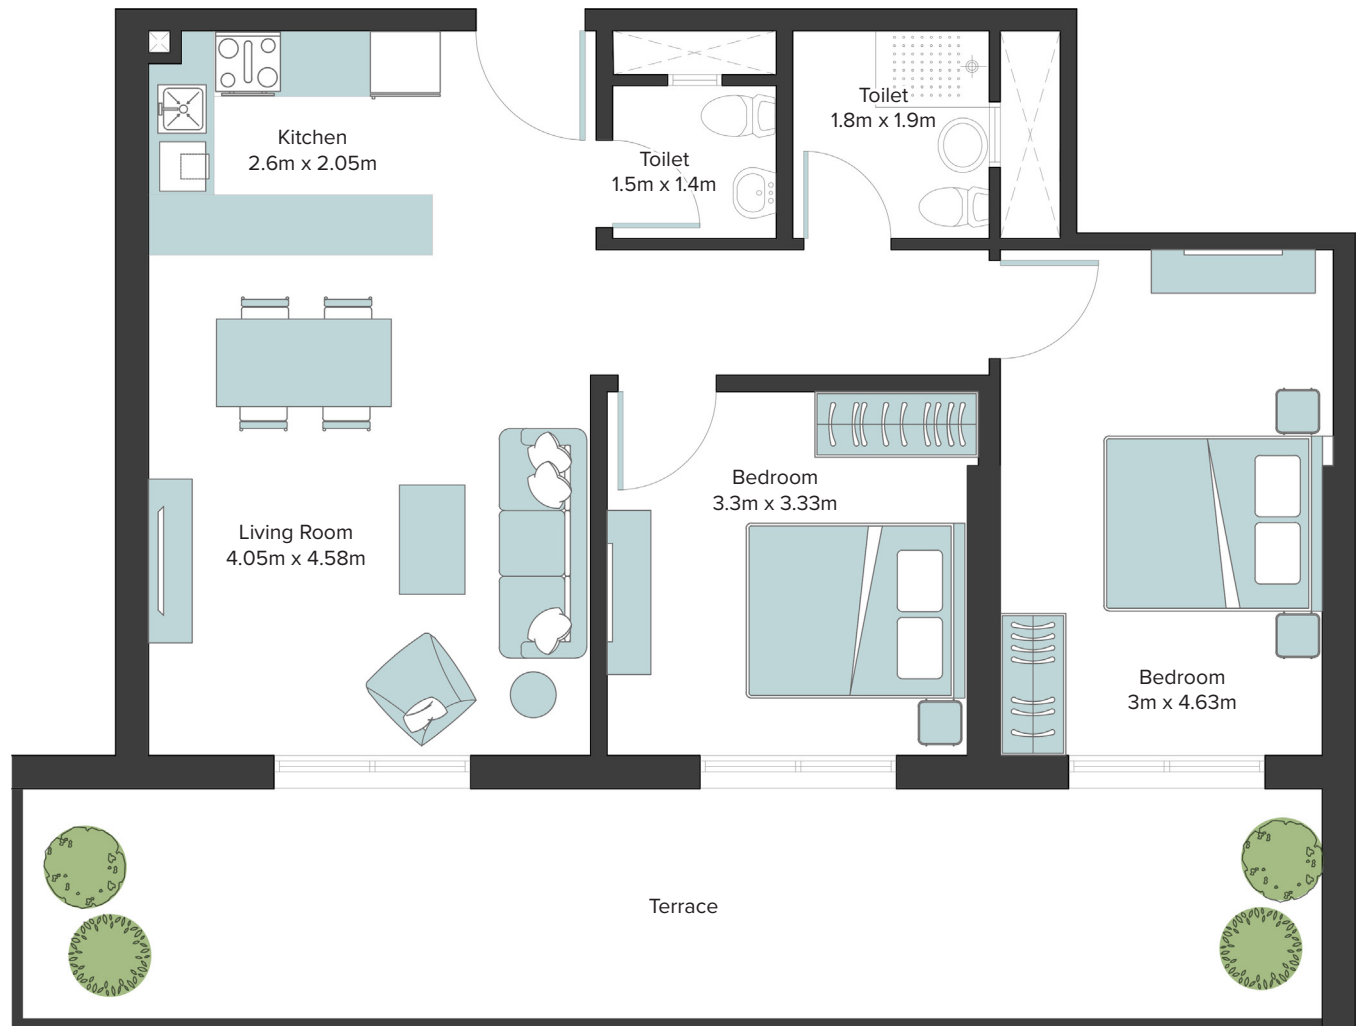 Kitchen
2.6m x 2.05m
Toilet
1.5m x 1.4m
Toilet
1.8m x 1.9m
Living Room
4.05m x 4.58m
Bedroom
3.3m x 3.33m
Bedroom
3m x 4.63m
Terrace